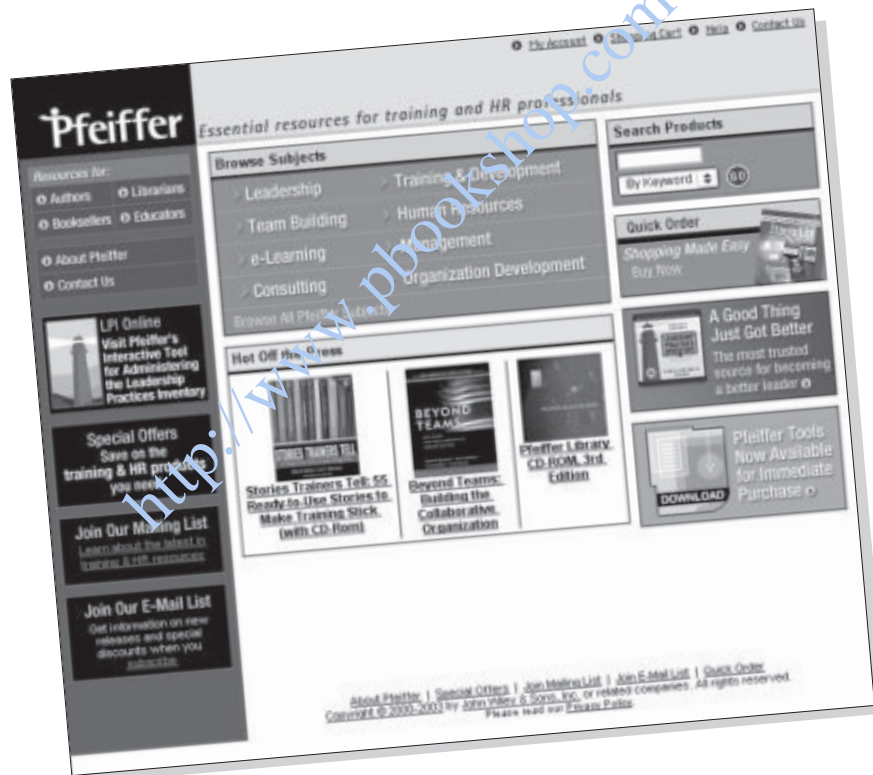 My Account Shopping Cart Help Contact Us
Pfeiffer
Essential resources for training and HR professionals
Resources for:
Authors Librarians
Booksellers Educators
About Pfeiffer
Contact Us
LPI Online
Visit Pfeiffer's
Interactive Tool
for Administering
the Leadership
Practices Inventory
Special Offers
Save on the
training & HR products
you need
Join Our Mailing List
Learn about the latest in
training & HR resources
Join Our E-Mail List
Get information on new
releases and special
discounts when you
subscribe
Browse Subjects
Leadership
Training & Development
Team Building
Human Resources
e-Learning
Management
Consulting
Organization Development
Browse All Pfeiffer Subjects
Hot Off the Press
STORIES TRAINERS TELL
Stories Trainers Tell: 55
Ready-to-Use Stories to
Make Training Stick
(with CD-Rom)
BEYOND
TEAMS
Beyond Teams:
Building the
Collaborative
Organization
Pfeiffer Library
CD-ROM, 3rd
Edition
Search Products
By Keyword GO
Quick Order
Shopping Made Easy
Buy Now
A Good Thing
Just Got Better
The most trusted
source for becoming
a better leader
Pfeiffer Tools
Now Available
for Immediate
Purchase
DOWNLOAD
About Pfeiffer | Special Offers | Join Mailing List | Join E-Mail List | Quick Order
Copyright © 2000-2003 by John Wiley & Sons, Inc. or related companies. All rights reserved.
Please read our Privacy Policy.
http://www.pbookshop.com